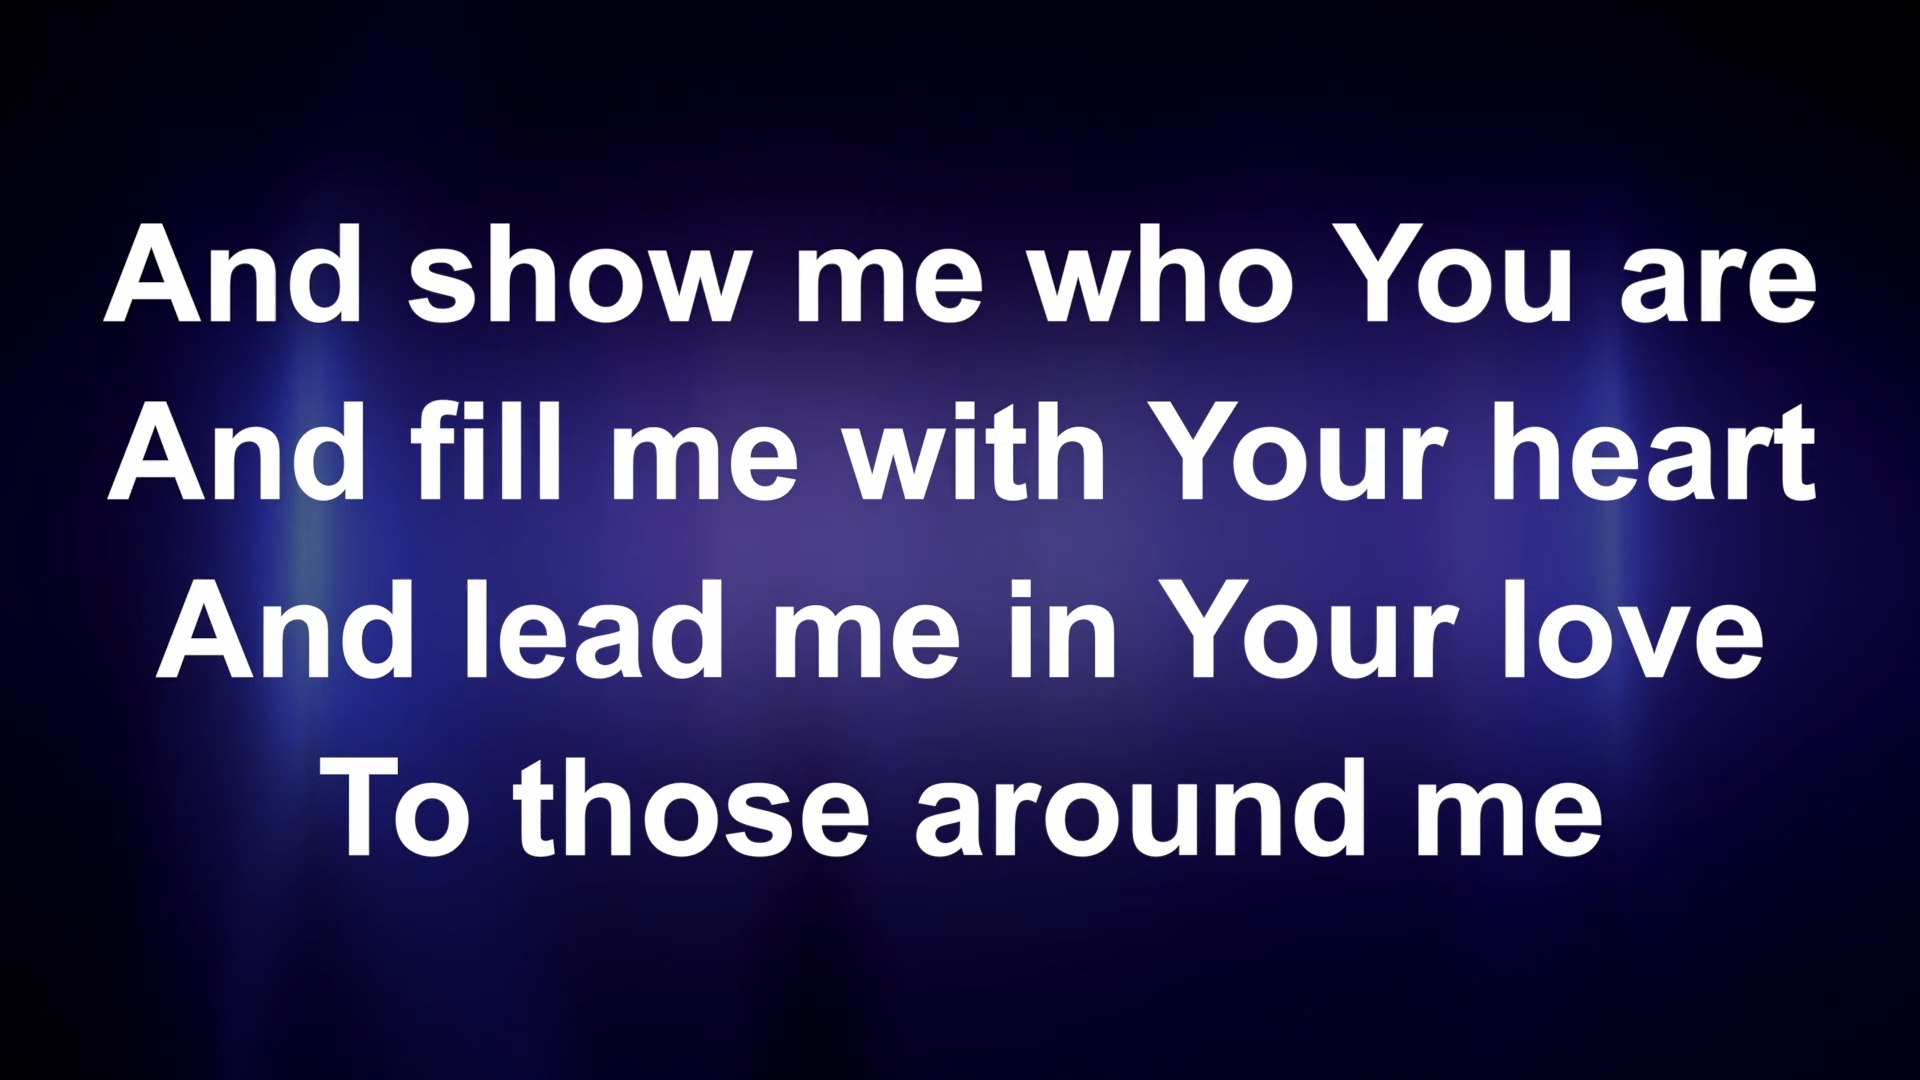 And show me who You are
And fill me with Your heart
And lead me in Your love
To those around me